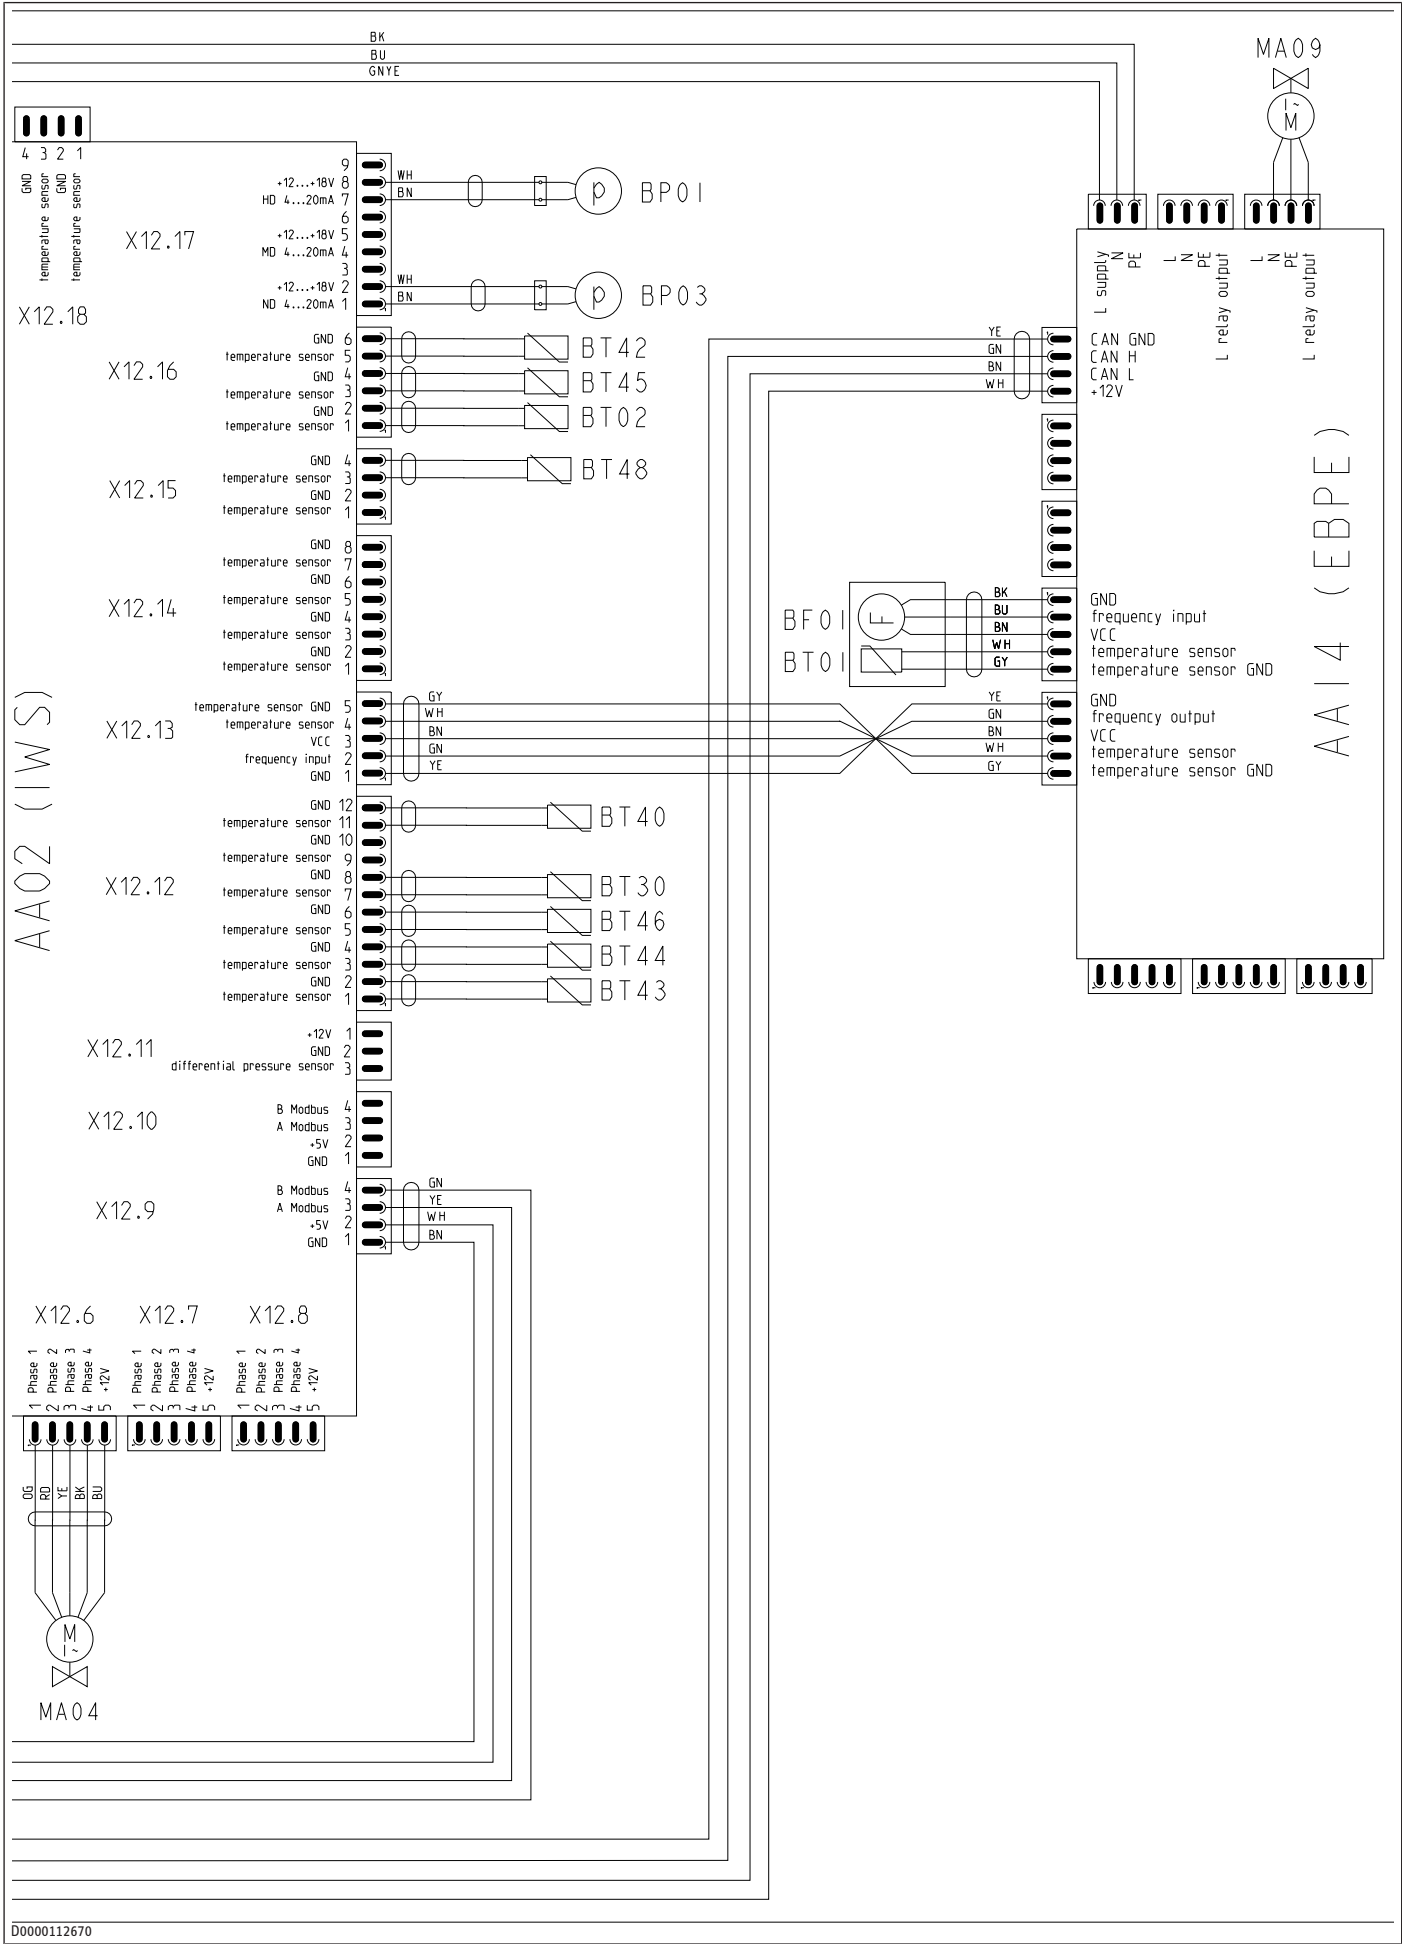 BK
BU
GNYE
MA09
1~
M
4 3 2 1
GND
temperature sensor
GND
temperature sensor
X12.18
X12.17
9
+12...+18V 8 WH
HD 4...20mA 7 BN
BP01
p
6
+12...+18V 5
MD 4...20mA 4
3
+12...+18V 2 WH
ND 4...20mA 1 BN
BP03
p
X12.16
GND 6
temperature sensor 5
BT42
GND 4
temperature sensor 3
BT45
GND 2
temperature sensor 1
BT02
X12.15
GND 4
temperature sensor 3
BT48
GND 2
temperature sensor 1
X12.14
GND 8
temperature sensor 7
GND 6
temperature sensor 5
GND 4
temperature sensor 3
GND 2
temperature sensor 1
AA02 (IWS)
X12.13
temperature sensor GND 5 GY
temperature sensor 4 WH
VCC 3 BN
frequency input 2 GN
GND 1 YE
X12.12
GND 12
temperature sensor 11
BT40
GND 10
temperature sensor 9
GND 8
temperature sensor 7
BT30
GND 6
temperature sensor 5
BT46
GND 4
temperature sensor 3
BT44
GND 2
temperature sensor 1
BT43
X12.11
+12V 1
GND 2
differential pressure sensor 3
X12.10
B Modbus 4
A Modbus 3
+5V 2
GND 1
X12.9
B Modbus 4 GN
A Modbus 3 YE
+5V 2 WH
GND 1 BN
X12.6
1 Phase 1
2 Phase 2
3 Phase 3
4 Phase 4
5 +12V
X12.7
1 Phase 1
2 Phase 2
3 Phase 3
4 Phase 4
5 +12V
X12.8
1 Phase 1
2 Phase 2
3 Phase 3
4 Phase 4
5 +12V
OG
RD
YE
BK
BU
M
1~
MA04
L supply
N
PE
L
N
PE
L relay output
L
N
PE
L relay output
YE CAN GND
GN CAN H
BN CAN L
WH +12V
AA14 (EBPE)
BF01
F
BT01
BK GND
BU frequency input
BN VCC
WH temperature sensor
GY temperature sensor GND
YE GND
GN frequency output
BN VCC
WH temperature sensor
GY temperature sensor GND
D0000112670